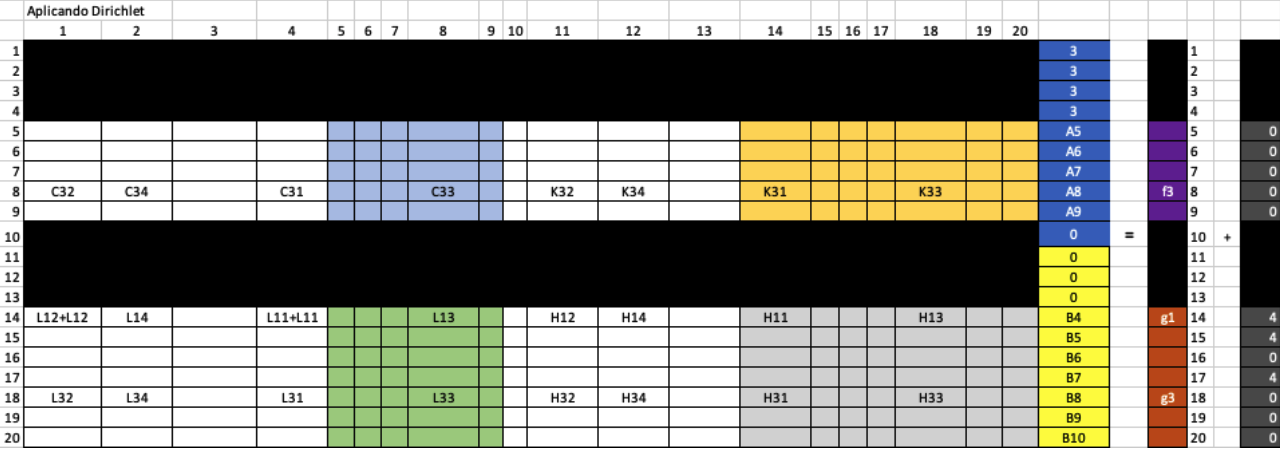 Aplicando Dirichlet
1 2 3 4 5 6 7 8 9 10 11 12 13 14 15 16 17 18 19 20
1 3 1
2 3 2
3 3 3
4 3 4
5 A5 5 0
6 A6 6 0
7 A7 7 0
8 C32 C34 C31 C33 K32 K34 K31 K33 A8 f3 8 0
9 A9 9 0
10 0 = 10 +
11 0 11
12 0 12
13 0 13
14 L12+L12 L14 L11+L11 L13 H12 H14 H11 H13 B4 g1 14 4
15 B5 15 4
16 B6 16 0
17 B7 17 4
18 L32 L34 L31 L33 H32 H34 H31 H33 B8 g3 18 0
19 B9 19 0
20 B10 20 0